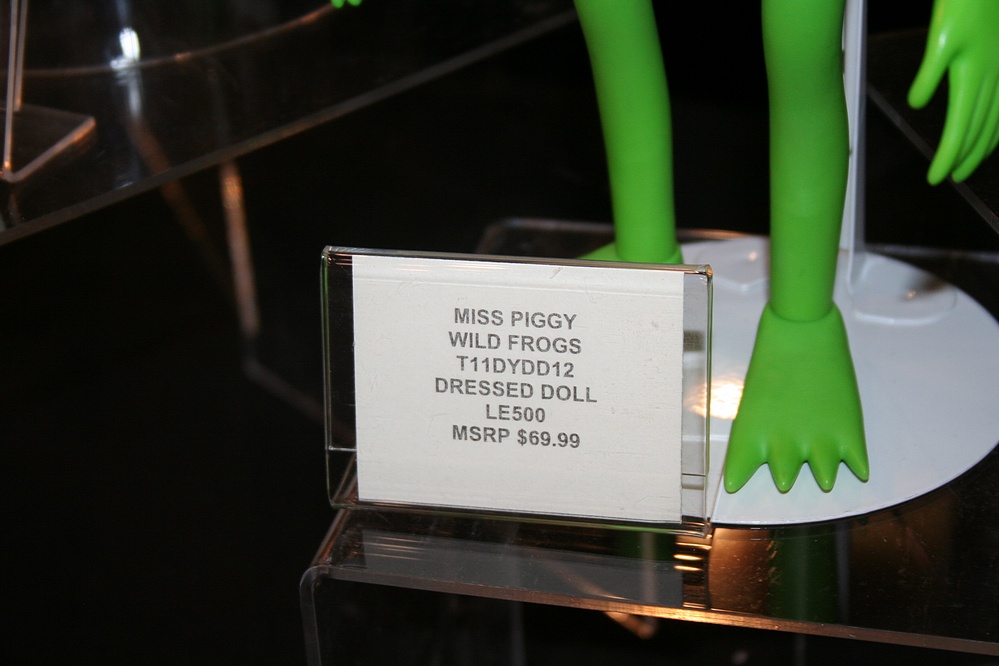 MISS PIGGY
WILD FROGS
T11DYDD12
DRESSED DOLL
LE500
MSRP $69.99